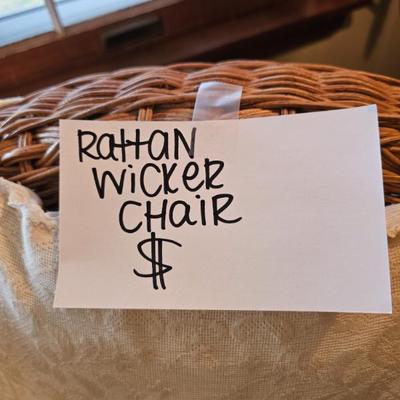 RattaN
WiCKER
CHaiR
$